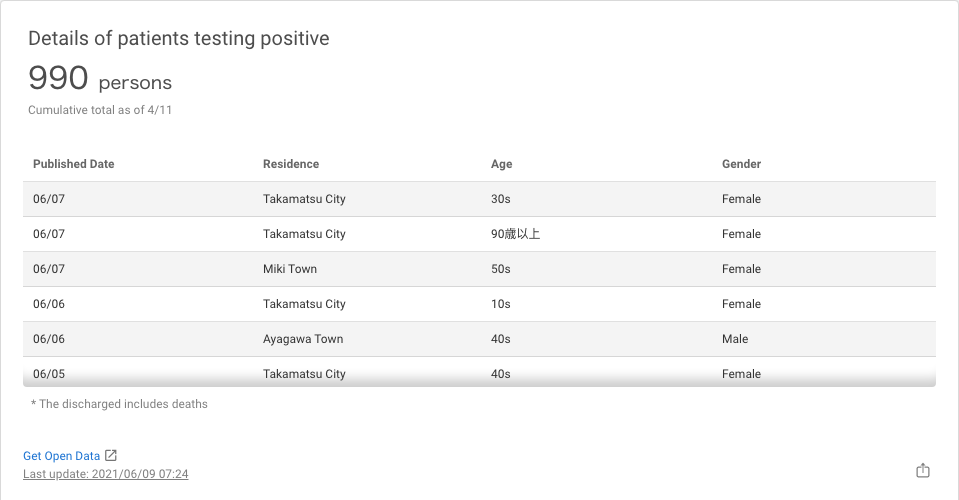 Details of patients testing positive
990 persons
Cumulative total as of 4/11
Published Date Residence Age Gender
06/07 Takamatsu City 30s Female
06/07 Takamatsu City 90歳以上 Female
06/07 Miki Town 50s Female
06/06 Takamatsu City 10s Female
06/06 Ayagawa Town 40s Male
06/05 Takamatsu City 40s Female
* The discharged includes deaths
Get Open Data
Last update: 2021/06/09 07:24